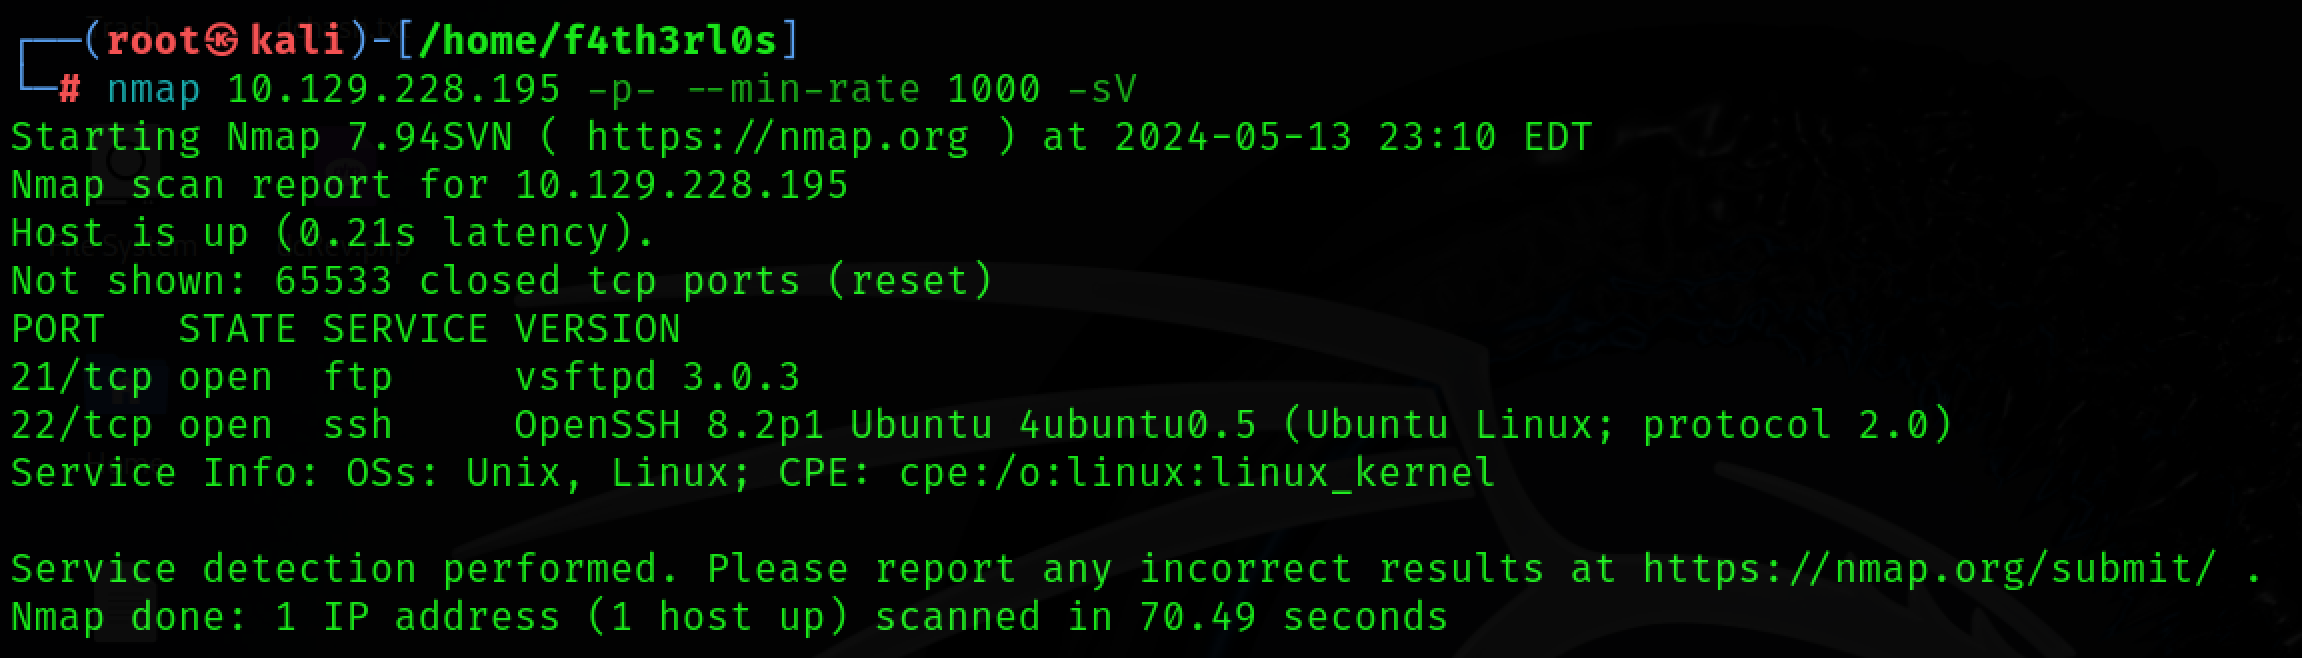 ┌──(root㉿kali)-[/home/f4th3rl0s]
└─# nmap 10.129.228.195 -p- --min-rate 1000 -sV
Starting Nmap 7.94SVN ( https://nmap.org ) at 2024-05-13 23:10 EDT
Nmap scan report for 10.129.228.195
Host is up (0.21s latency).
Not shown: 65533 closed tcp ports (reset)
PORT   STATE SERVICE VERSION
21/tcp open  ftp     vsftpd 3.0.3
22/tcp open  ssh     OpenSSH 8.2p1 Ubuntu 4ubuntu0.5 (Ubuntu Linux; protocol 2.0)
Service Info: OSs: Unix, Linux; CPE: cpe:/o:linux:linux_kernel
Service detection performed. Please report any incorrect results at https://nmap.org/submit/ .
Nmap done: 1 IP address (1 host up) scanned in 70.49 seconds